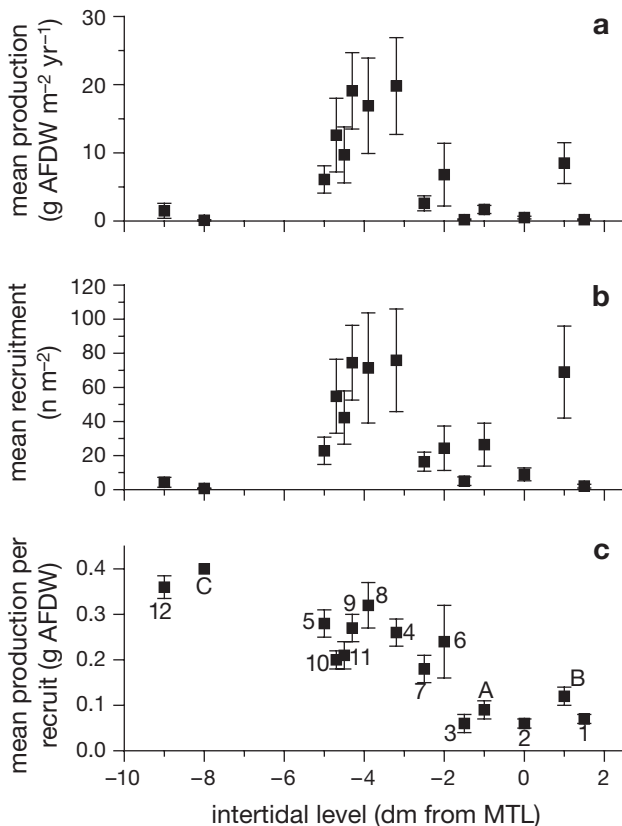 a
mean production
(g AFDW m⁻² yr⁻¹)
30
20
10
0
b
mean recruitment
(n m⁻²)
120
100
80
60
40
20
0
c
mean production per
recruit (g AFDW)
0.4
0.3
0.2
0.1
0.0
12
C
5
10
9
11
8
4
7
6
3
A
2
B
1
−10 −8 −6 −4 −2 0 2
intertidal level (dm from MTL)